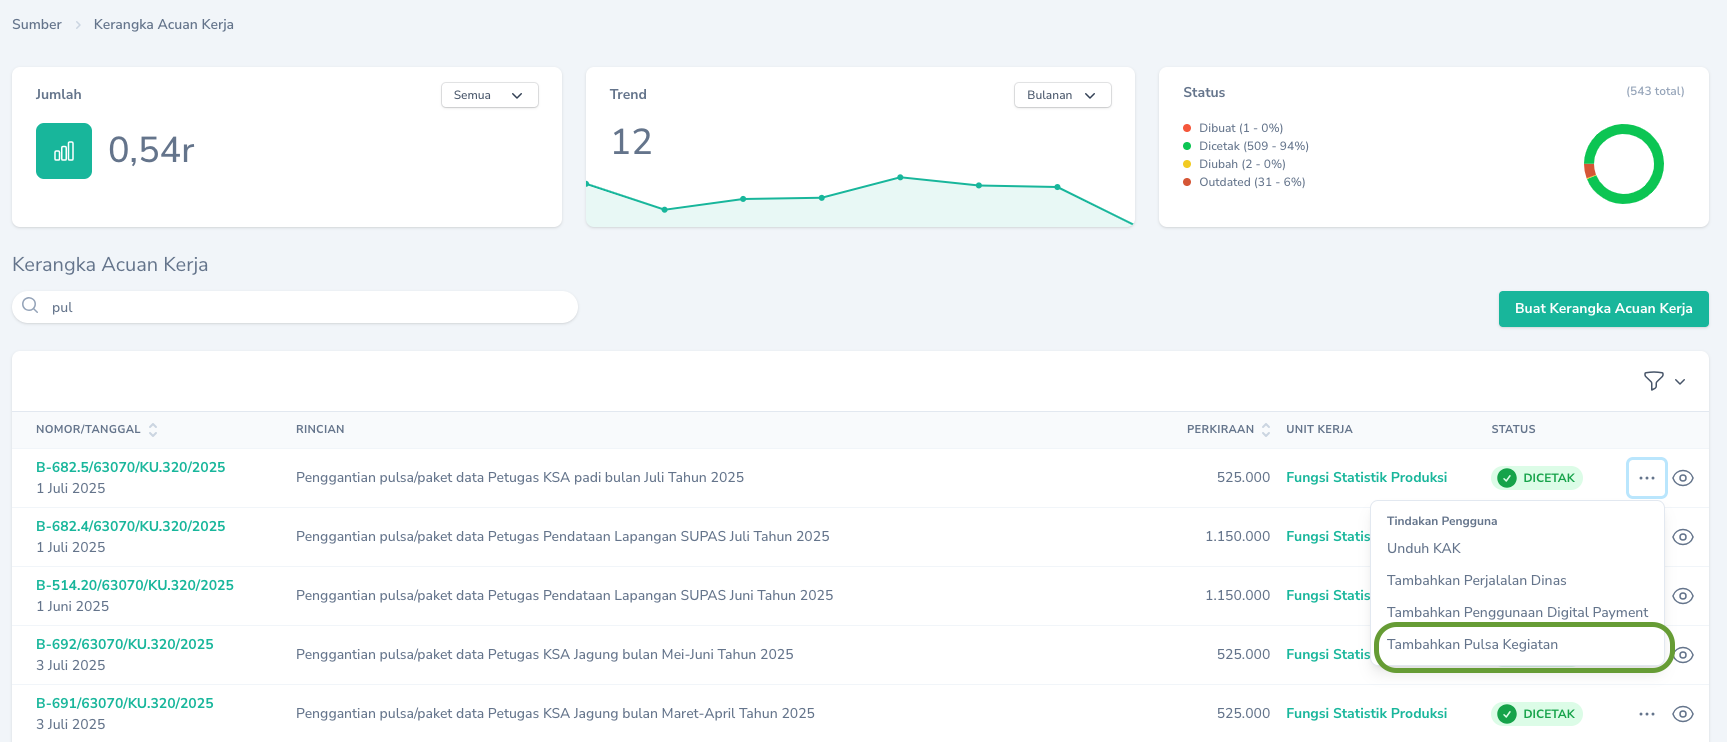 Sumber
Kerangka Acuan Kerja
Jumlah
Semua
0,54r
Trend
Bulanan
12
Status
(543 total)
Dibuat (1 - 0%)
Dicetak (509 - 94%)
Diubah (2 - 0%)
Outdated (31 - 6%)
Kerangka Acuan Kerja
pul
Buat Kerangka Acuan Kerja
NOMOR/TANGGAL RINCIAN PERKIRAAN UNIT KERJA STATUS
B-682.5/63070/KU.320/2025
1 Juli 2025
Penggantian pulsa/paket data Petugas KSA padi bulan Juli Tahun 2025
525.000
Fungsi Statistik Produksi
DICETAK
B-682.4/63070/KU.320/2025
1 Juli 2025
Penggantian pulsa/paket data Petugas Pendataan Lapangan SUPAS Juli Tahun 2025
1.150.000
Fungsi Statis
B-514.20/63070/KU.320/2025
1 Juni 2025
Penggantian pulsa/paket data Petugas Pendataan Lapangan SUPAS Juni Tahun 2025
1.150.000
Fungsi Statis
B-692/63070/KU.320/2025
3 Juli 2025
Penggantian pulsa/paket data Petugas KSA Jagung bulan Mei-Juni Tahun 2025
525.000
Fungsi Statis
B-691/63070/KU.320/2025
3 Juli 2025
Penggantian pulsa/paket data Petugas KSA Jagung bulan Maret-April Tahun 2025
525.000
Fungsi Statistik Produksi
DICETAK
Tindakan Pengguna
Unduh KAK
Tambahkan Perjalalan Dinas
Tambahkan Penggunaan Digital Payment
Tambahkan Pulsa Kegiatan